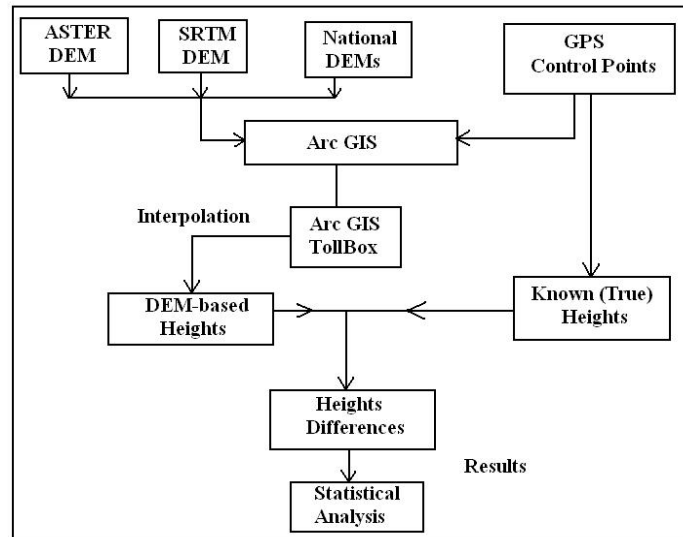 ASTER
DEM
SRTM
DEM
National
DEMs
GPS
Control Points
Arc GIS
Interpolation
Arc GIS
TollBox
DEM-based
Heights
Known (True)
Heights
Heights
Differences
Results
Statistical
Analysis